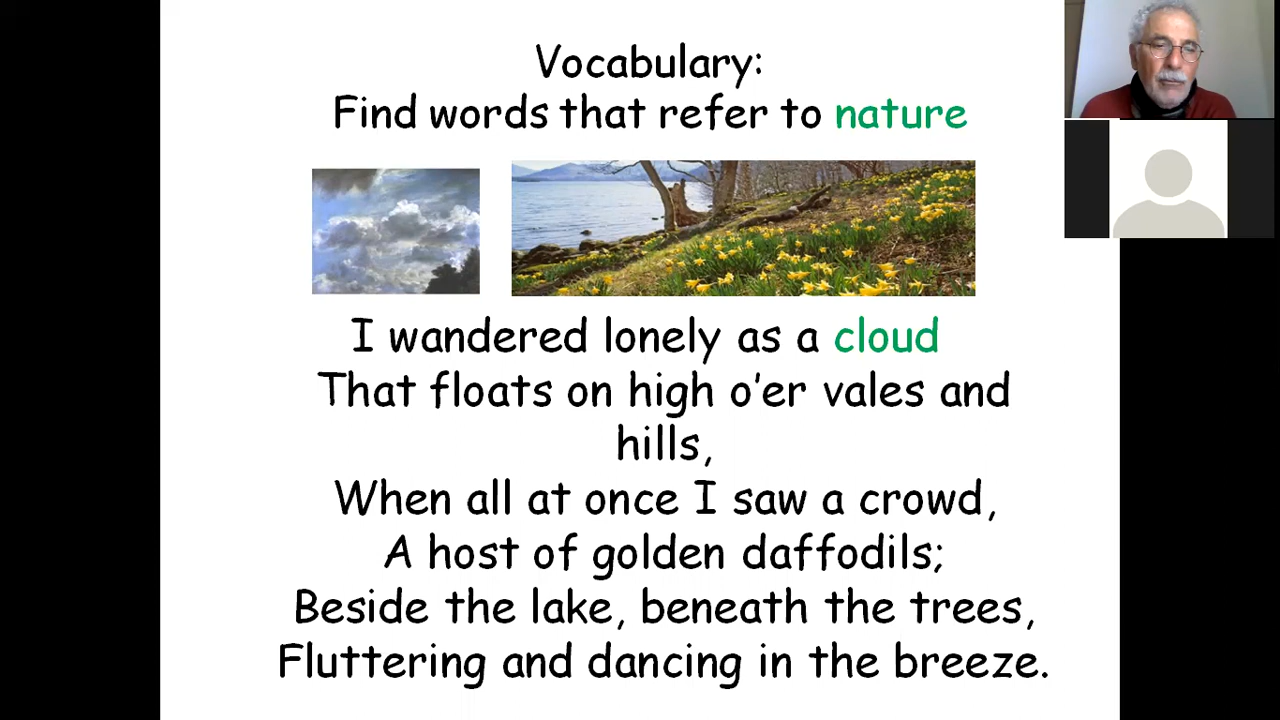 Vocabulary:
Find words that refer to nature
I wandered lonely as a cloud
That floats on high o’er vales and
hills,
When all at once I saw a crowd,
A host of golden daffodils;
Beside the lake, beneath the trees,
Fluttering and dancing in the breeze.